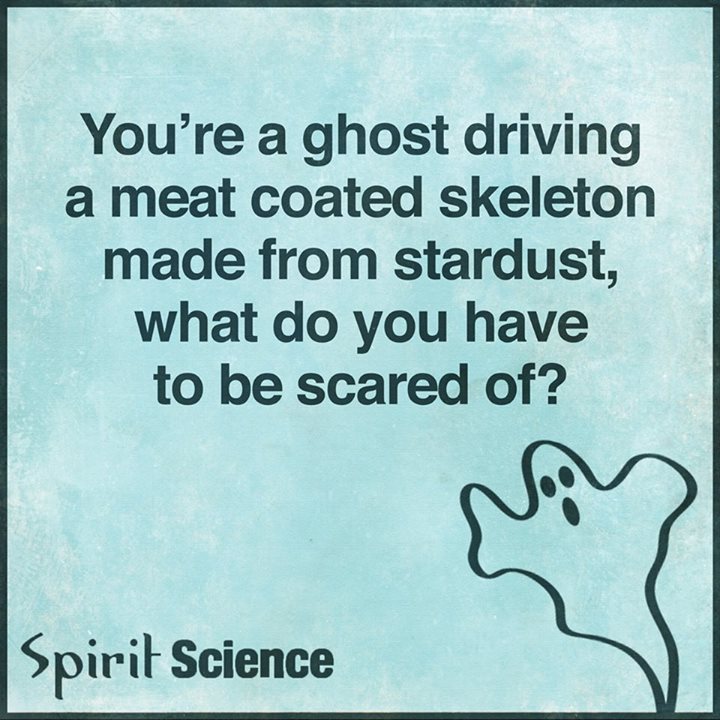 You’re a ghost driving
a meat coated skeleton
made from stardust,
what do you have
to be scared of?
Spirit Science